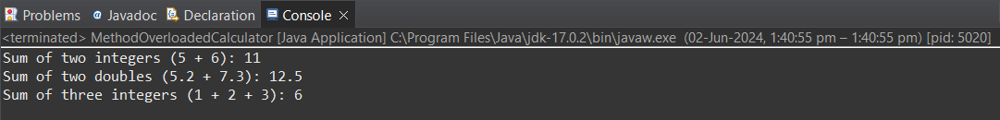 Problems Javadoc Declaration Console
<terminated> MethodOverloadedCalculator [Java Application] C:\Program Files\Java\jdk-17.0.2\bin\javaw.exe (02-Jun-2024, 1:40:55 pm – 1:40:55 pm) [pid: 5020]
Sum of two integers (5 + 6): 11
Sum of two doubles (5.2 + 7.3): 12.5
Sum of three integers (1 + 2 + 3): 6